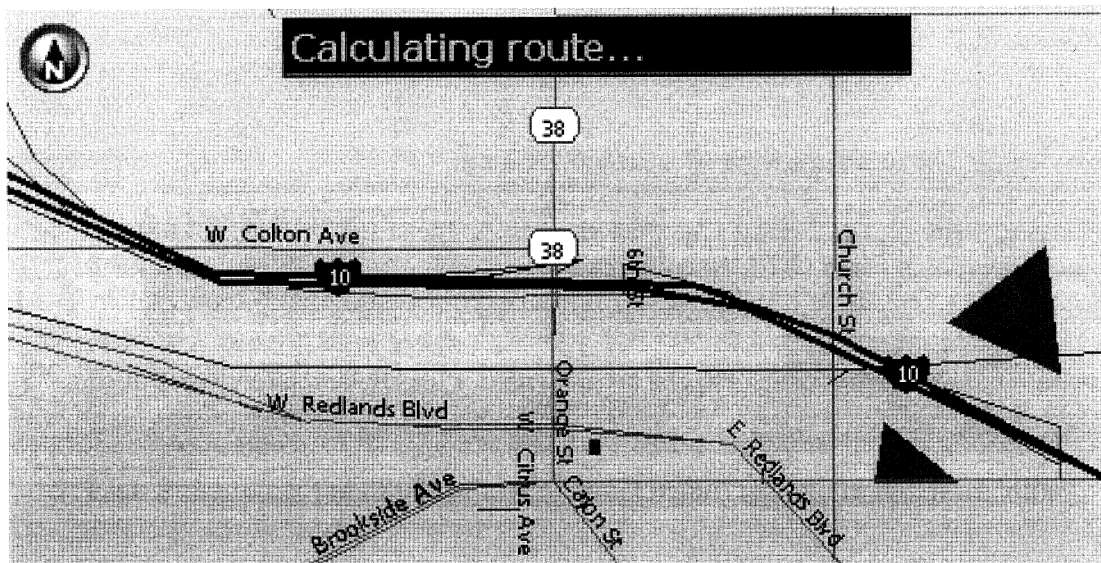 N
Calculating route...
38
W Colton Ave
38
10
6th St
Church St
10
Orange St
W Redlands Blvd
W Citrus Ave
E Redlands Blvd
Brookside Ave
Cajon St